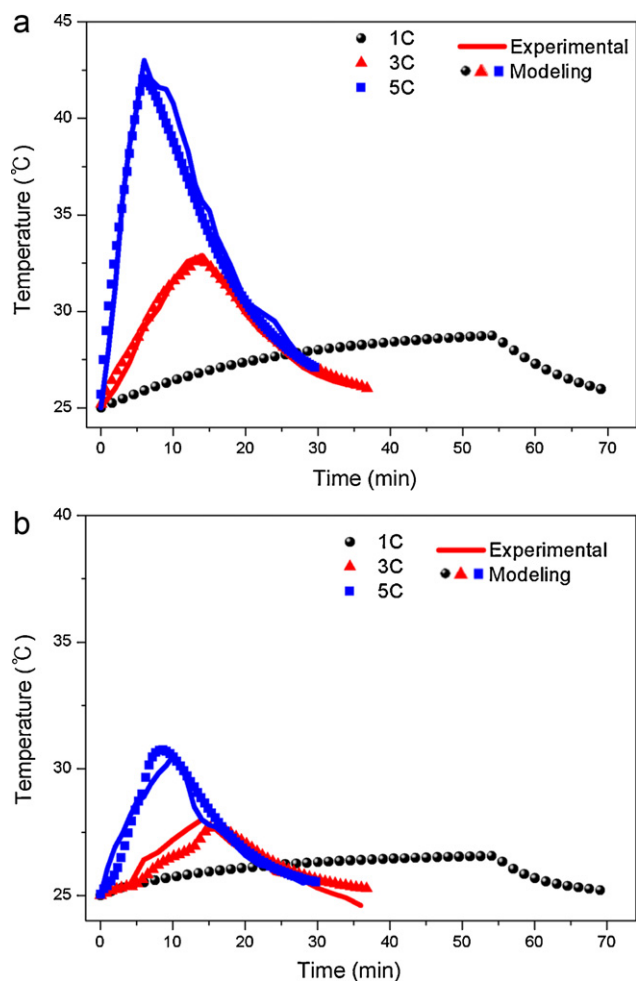 a
45
40
35
30
25
Temperature (℃)
1C
3C
5C
Experimental
Modeling
0 10 20 30 40 50 60 70
Time (min)
b
40
35
30
25
Temperature (℃)
1C
3C
5C
Experimental
Modeling
0 10 20 30 40 50 60 70
Time (min)